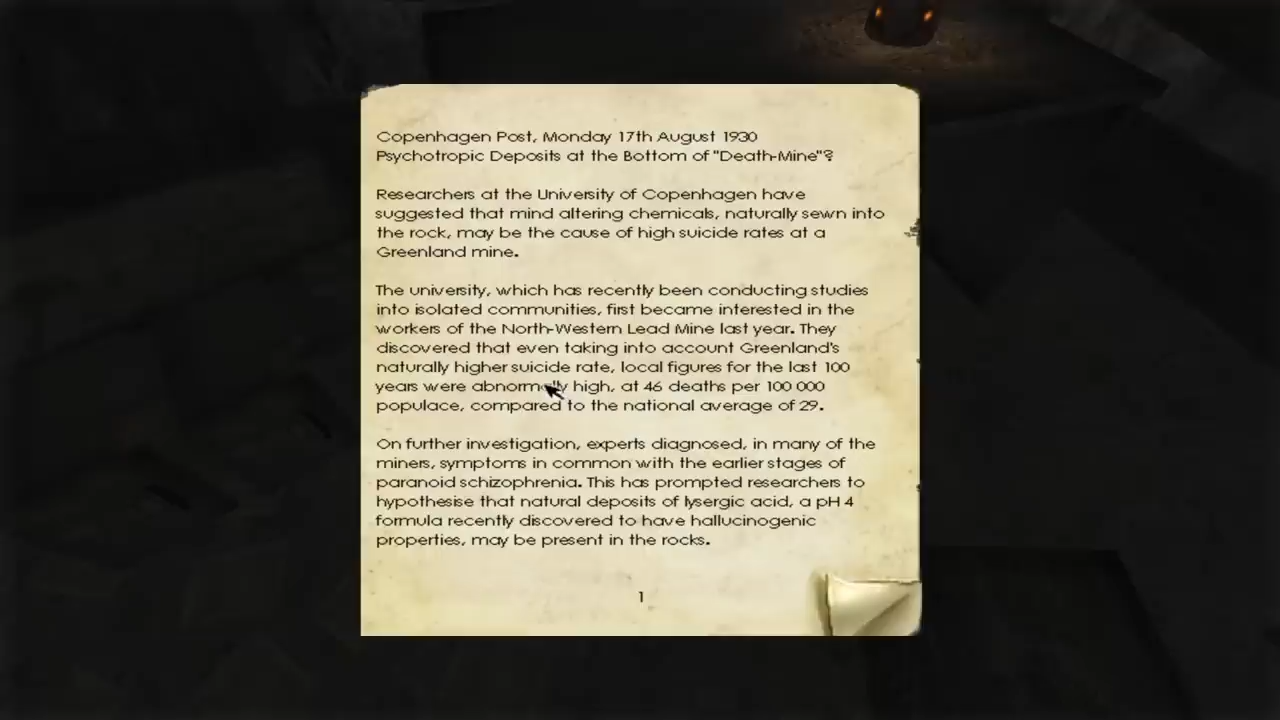 Copenhagen Post, Monday 17th August 1930
Psychotropic Deposits at the Bottom of "Death-Mine"?
Researchers at the University of Copenhagen have
suggested that mind altering chemicals, naturally sewn into
the rock, may be the cause of high suicide rates at a
Greenland mine.
The university, which has recently been conducting studies
into isolated communities, first became interested in the
workers of the North-Western Lead Mine last year. They
discovered that even taking into account Greenland's
naturally higher suicide rate, local figures for the last 100
years were abnormally high, at 46 deaths per 100 000
populace, compared to the national average of 29.
On further investigation, experts diagnosed, in many of the
miners, symptoms in common with the earlier stages of
paranoid schizophrenia. This has prompted researchers to
hypothesise that natural deposits of lysergic acid, a pH 4
formula recently discovered to have hallucinogenic
properties, may be present in the rocks.
1